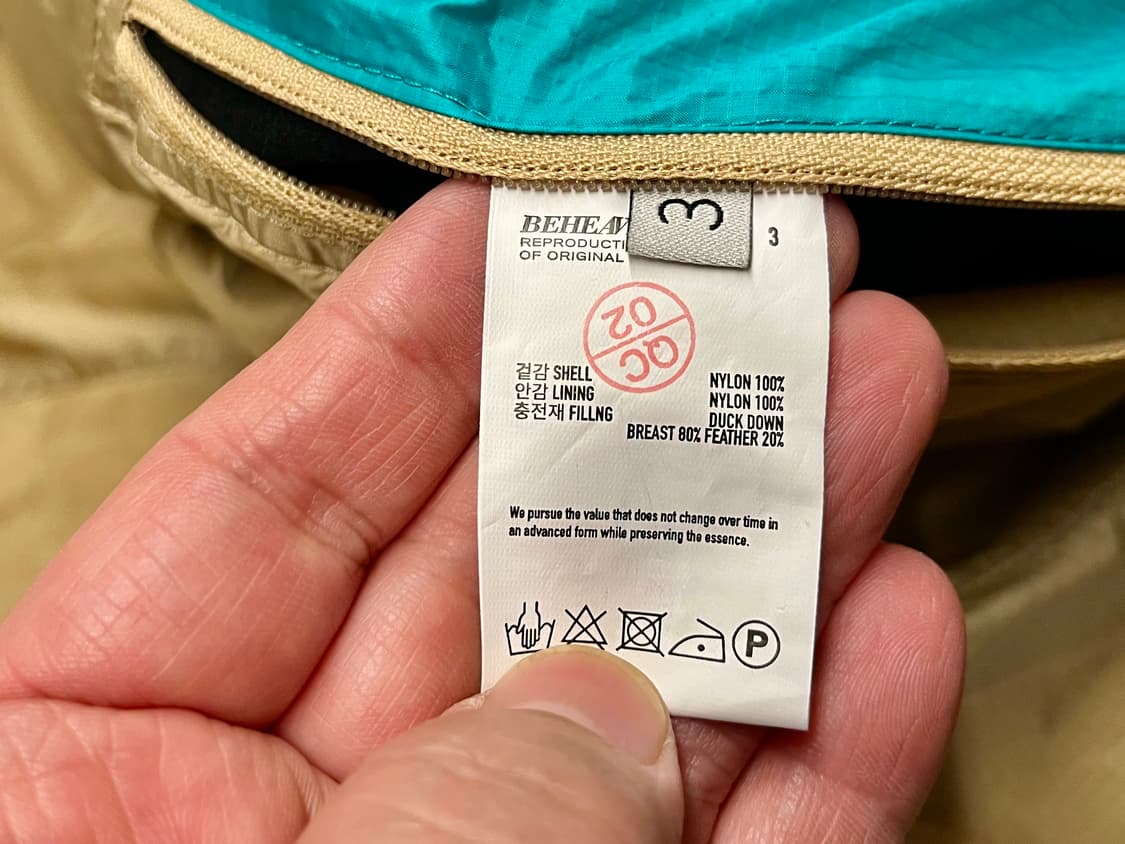 3
3
REPRODUCTI
OF ORIGINAL
QC
02
겉감 SHELL NYLON 100%
안감 LINING NYLON 100%
충전재 FILLNG DUCK DOWN
BREAST 80% FEATHER 20%
We pursue the value that does not change over time in
an advanced form while preserving the essence.
P